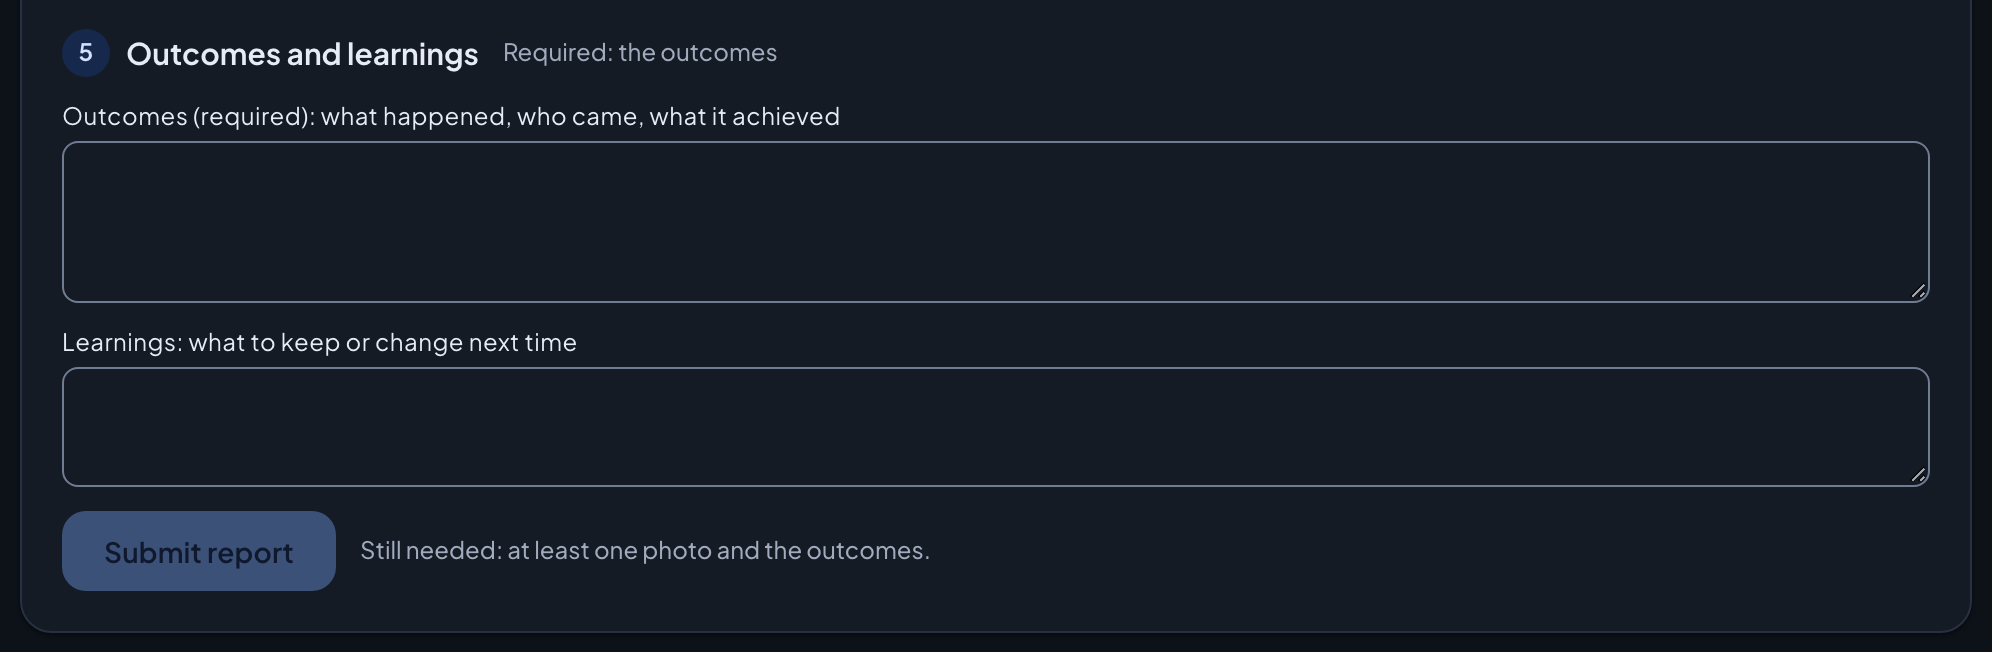 5 Outcomes and learnings Required: the outcomes
Outcomes (required): what happened, who came, what it achieved
Learnings: what to keep or change next time
Submit report Still needed: at least one photo and the outcomes.